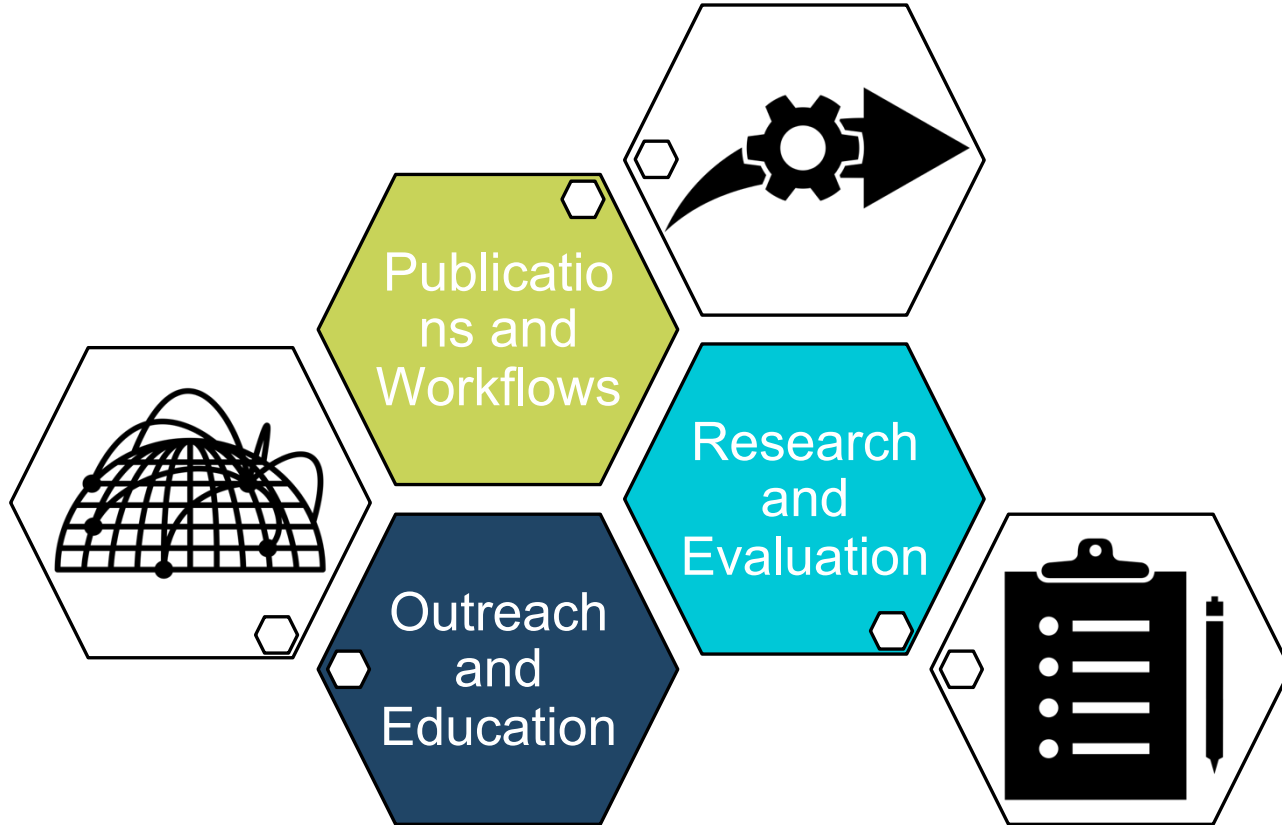 Publicatio
ns and
Workflows
Research
and
Evaluation
Outreach
and
Education